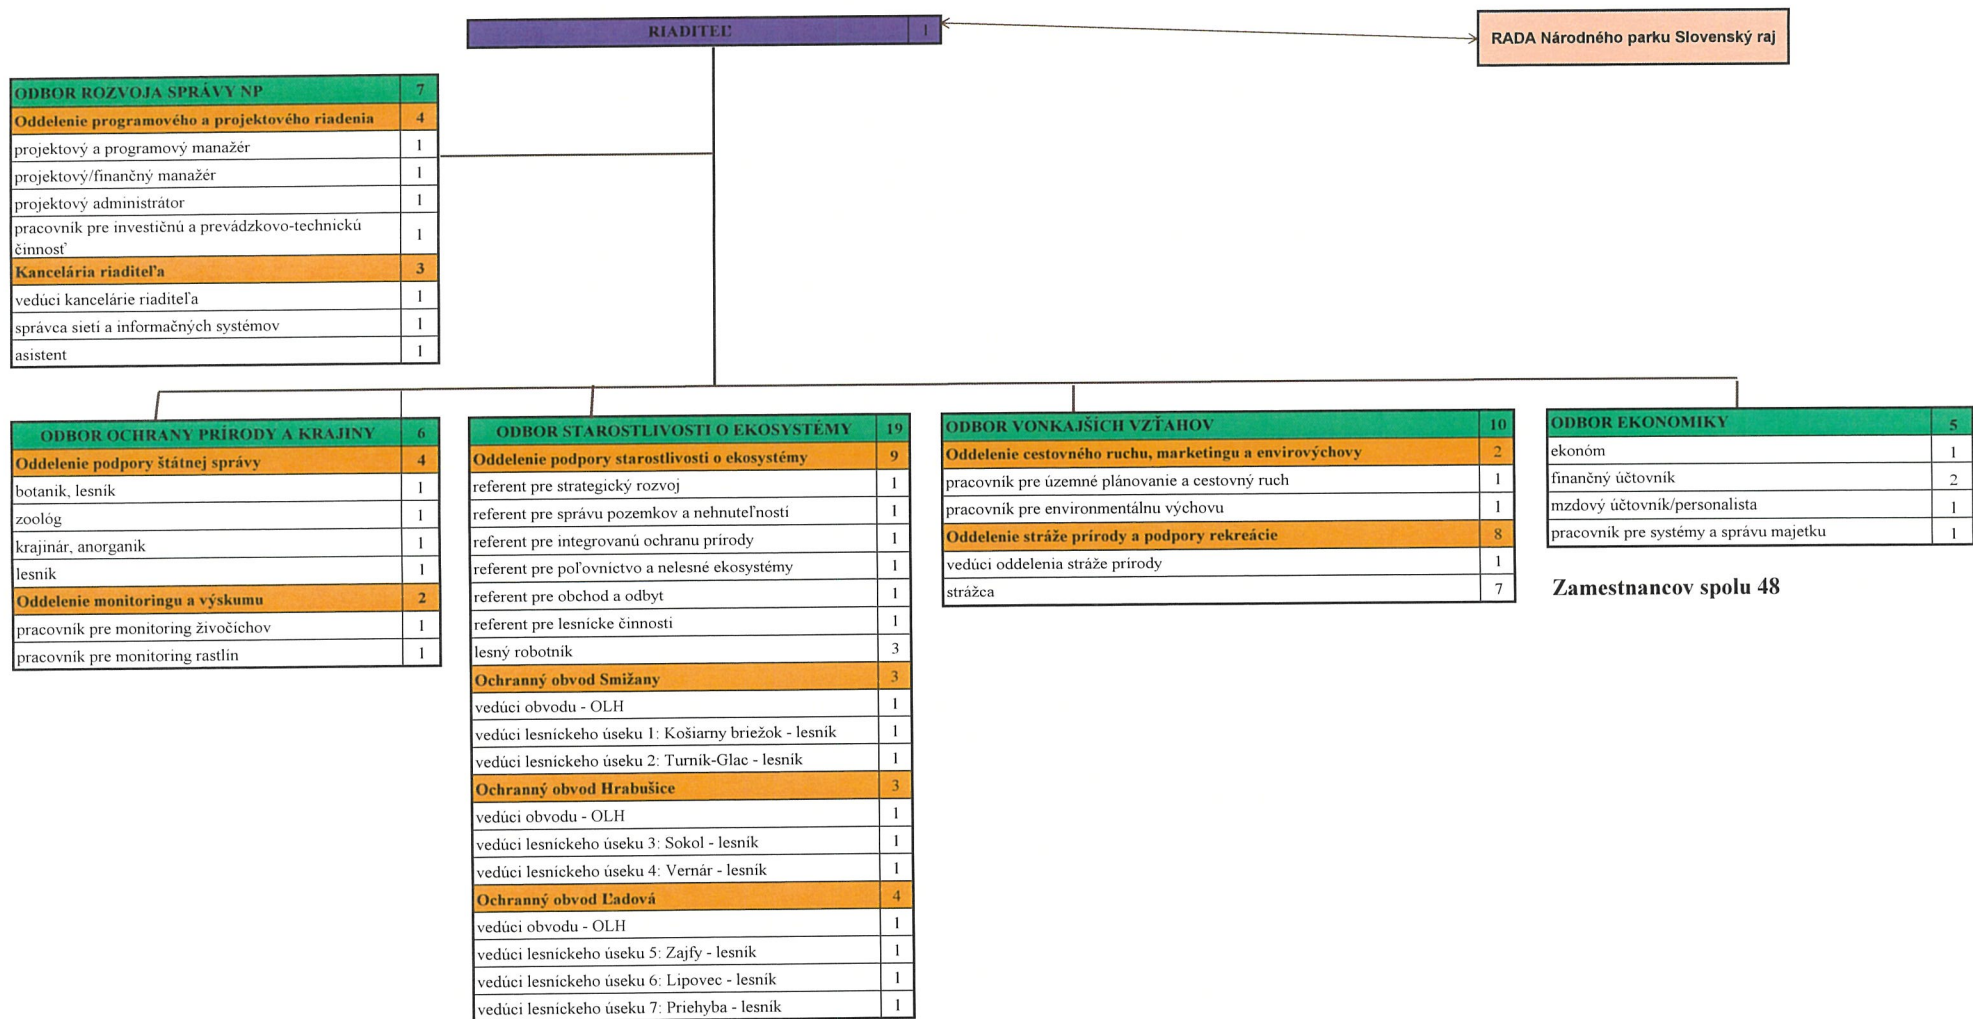 RIADITEĽ 1
RADA Národného parku Slovenský raj
ODBOR ROZVOJA SPRÁVY NP 7
Oddelenie programového a projektového riadenia 4
projektový a programový manažér 1
projektový/finančný manažér 1
projektový administrátor 1
pracovník pre investičnú a prevádzkovo-technickú
činnosť 1
Kancelária riaditeľa 3
vedúci kancelárie riaditeľa 1
správca sietí a informačných systémov 1
asistent 1
ODBOR OCHRANY PRÍRODY A KRAJINY 6
Oddelenie podpory štátnej správy 4
botanik, lesník 1
zoológ 1
krajinár, anorganik 1
lesník 1
Oddelenie monitoringu a výskumu 2
pracovník pre monitoring živočíchov 1
pracovník pre monitoring rastlín 1
ODBOR STAROSTLIVOSTI O EKOSYSTÉMY 19
Oddelenie podpory starostlivosti o ekosystémy 9
referent pre strategický rozvoj 1
referent pre správu pozemkov a nehnuteľností 1
referent pre integrovanú ochranu prírody 1
referent pre poľovníctvo a nelesné ekosystémy 1
referent pre obchod a odbyt 1
referent pre lesnícke činnosti 1
lesný robotník 3
Ochranný obvod Smižany 3
vedúci obvodu - OLH 1
vedúci lesníckeho úseku 1: Košiarny briežok - lesník 1
vedúci lesníckeho úseku 2: Turník-Glac - lesník 1
Ochranný obvod Hrabušice 3
vedúci obvodu - OLH 1
vedúci lesníckeho úseku 3: Sokol - lesník 1
vedúci lesníckeho úseku 4: Vernár - lesník 1
Ochranný obvod Ľadová 4
vedúci obvodu - OLH 1
vedúci lesníckeho úseku 5: Zajfy - lesník 1
vedúci lesníckeho úseku 6: Lipovec - lesník 1
vedúci lesníckeho úseku 7: Priehyba - lesník 1
ODBOR VONKAJŠÍCH VZŤAHOV 10
Oddelenie cestovného ruchu, marketingu a envirovýchovy 2
pracovník pre územné plánovanie a cestovný ruch 1
pracovník pre environmentálnu výchovu 1
Oddelenie stráže prírody a podpory rekreácie 8
vedúci oddelenia stráže prírody 1
strážca 7
ODBOR EKONOMIKY 5
ekonóm 1
finančný účtovník 2
mzdový účtovník/personalista 1
pracovník pre systémy a správu majetku 1
Zamestnancov spolu 48